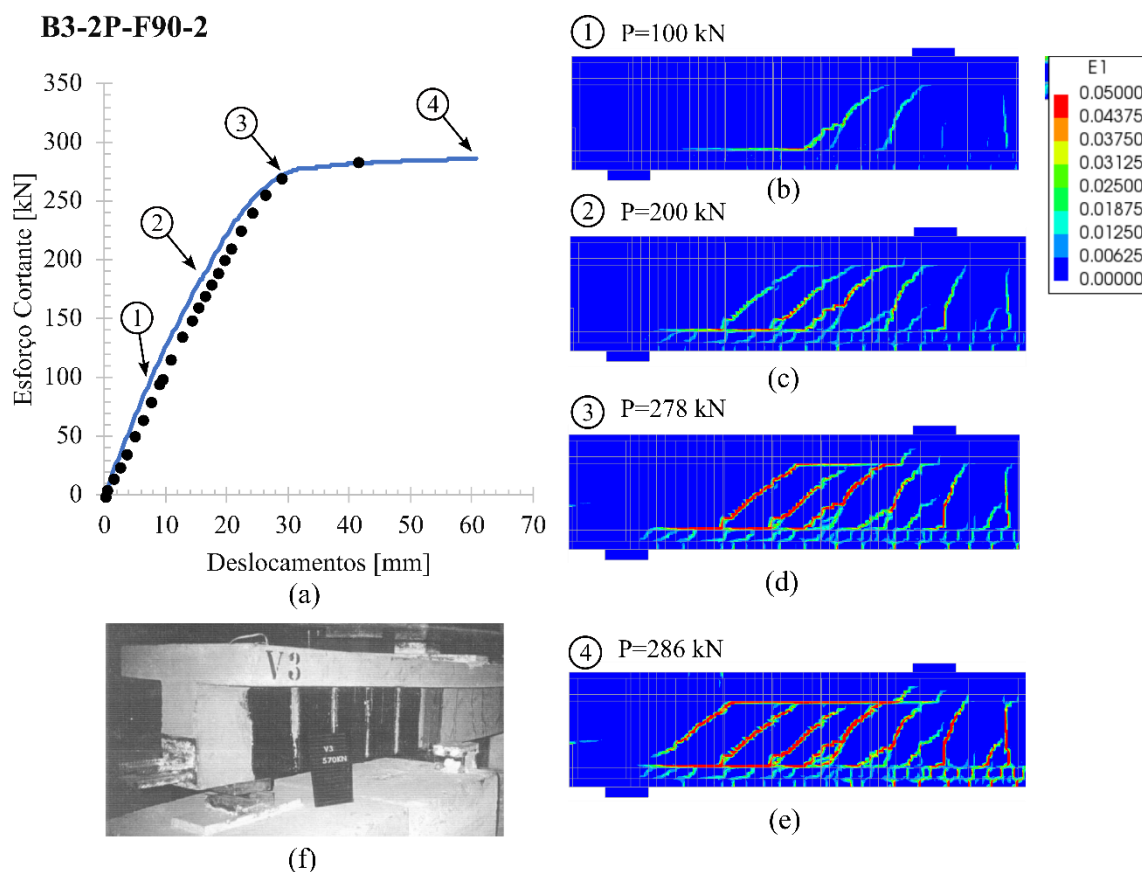 B3-2P-F90-2
350
300
250
200
150
100
50
0
Esforço Cortante [kN]
0 10 20 30 40 50 60 70
Deslocamentos [mm]
1
2
3
4
(a)
1 P=100 kN
(b)
2 P=200 kN
(c)
3 P=278 kN
(d)
4 P=286 kN
(e)
E1
0.05000
0.04375
0.03750
0.03125
0.02500
0.01875
0.01250
0.00625
0.00000
V3
V3
570KN
(f)